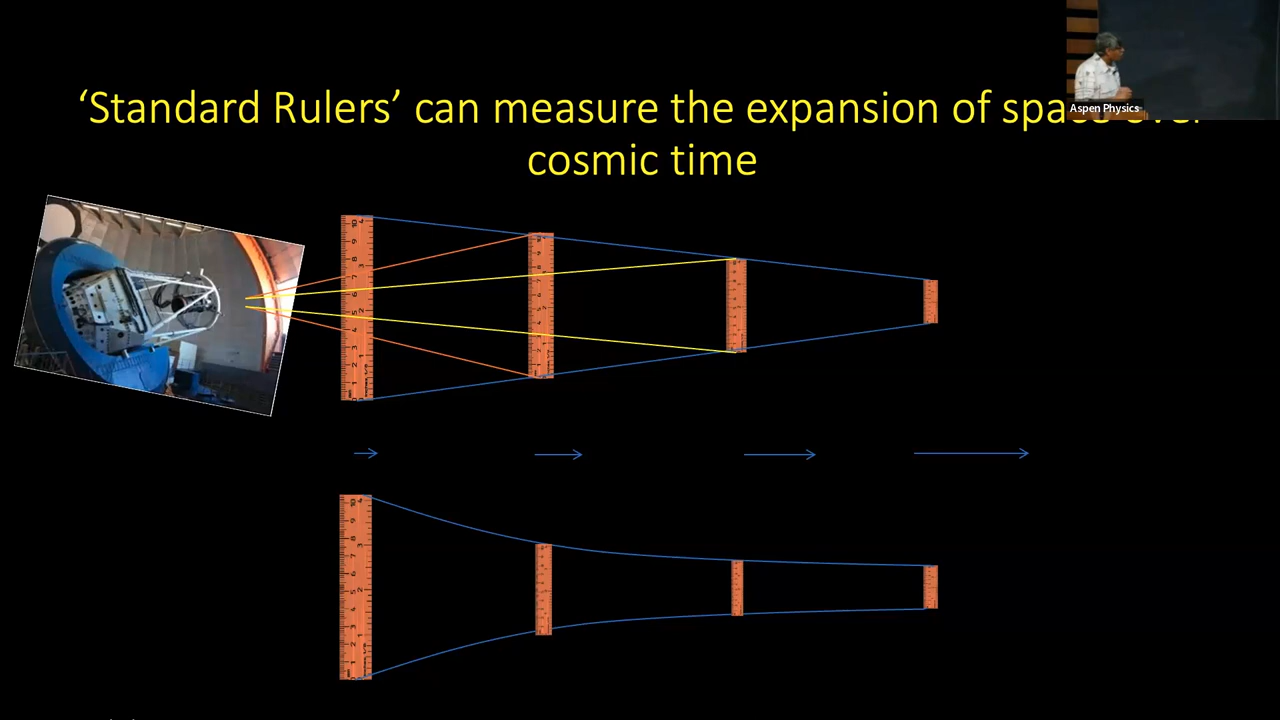 ‘Standard Rulers’ can measure the expansion of space over
cosmic time
Aspen Physics